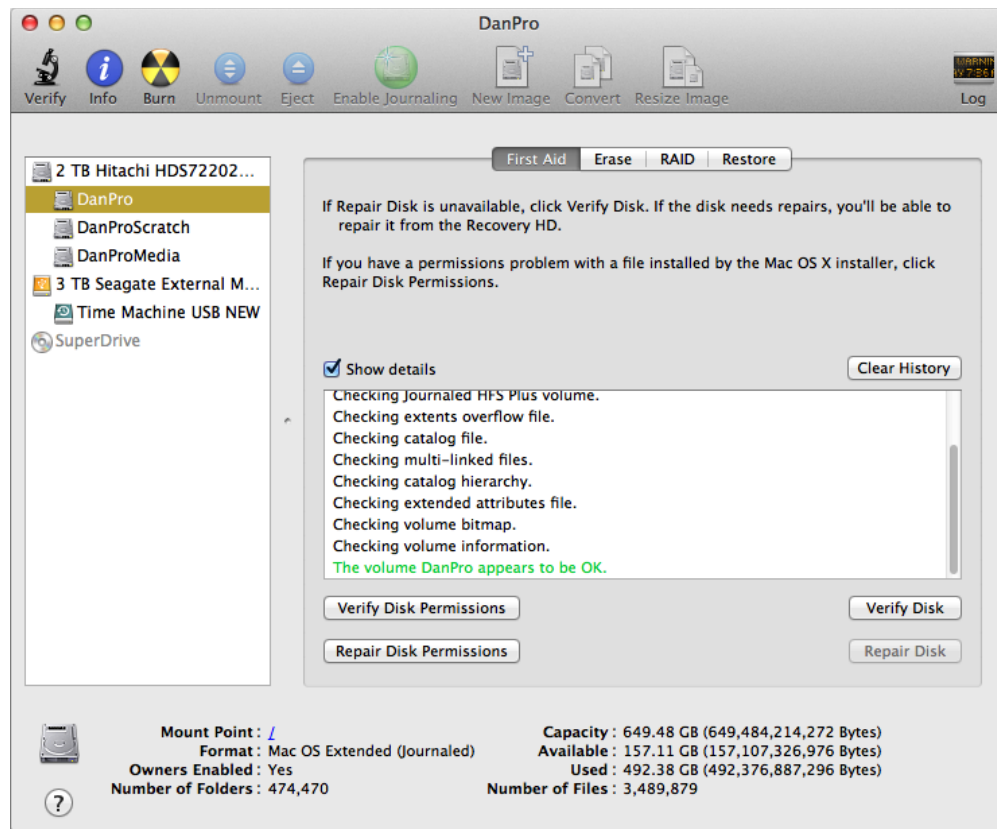 DanPro
Verify Info Burn Unmount Eject Enable Journaling New Image Convert Resize Image Log
2 TB Hitachi HDS72202...
DanPro
DanProScratch
DanProMedia
3 TB Seagate External M...
Time Machine USB NEW
SuperDrive
First Aid Erase RAID Restore
If Repair Disk is unavailable, click Verify Disk. If the disk needs repairs, you'll be able to
repair it from the Recovery HD.
If you have a permissions problem with a file installed by the Mac OS X installer, click
Repair Disk Permissions.
Show details
Clear History
Checking Journaled HFS Plus volume.
Checking extents overflow file.
Checking catalog file.
Checking multi-linked files.
Checking catalog hierarchy.
Checking extended attributes file.
Checking volume bitmap.
Checking volume information.
The volume DanPro appears to be OK.
Verify Disk Permissions Verify Disk
Repair Disk Permissions Repair Disk
Mount Point : / Capacity : 649.48 GB (649,484,214,272 Bytes)
Format : Mac OS Extended (Journaled) Available : 157.11 GB (157,107,326,976 Bytes)
Owners Enabled : Yes Used : 492.38 GB (492,376,887,296 Bytes)
Number of Folders : 474,470 Number of Files : 3,489,879
?